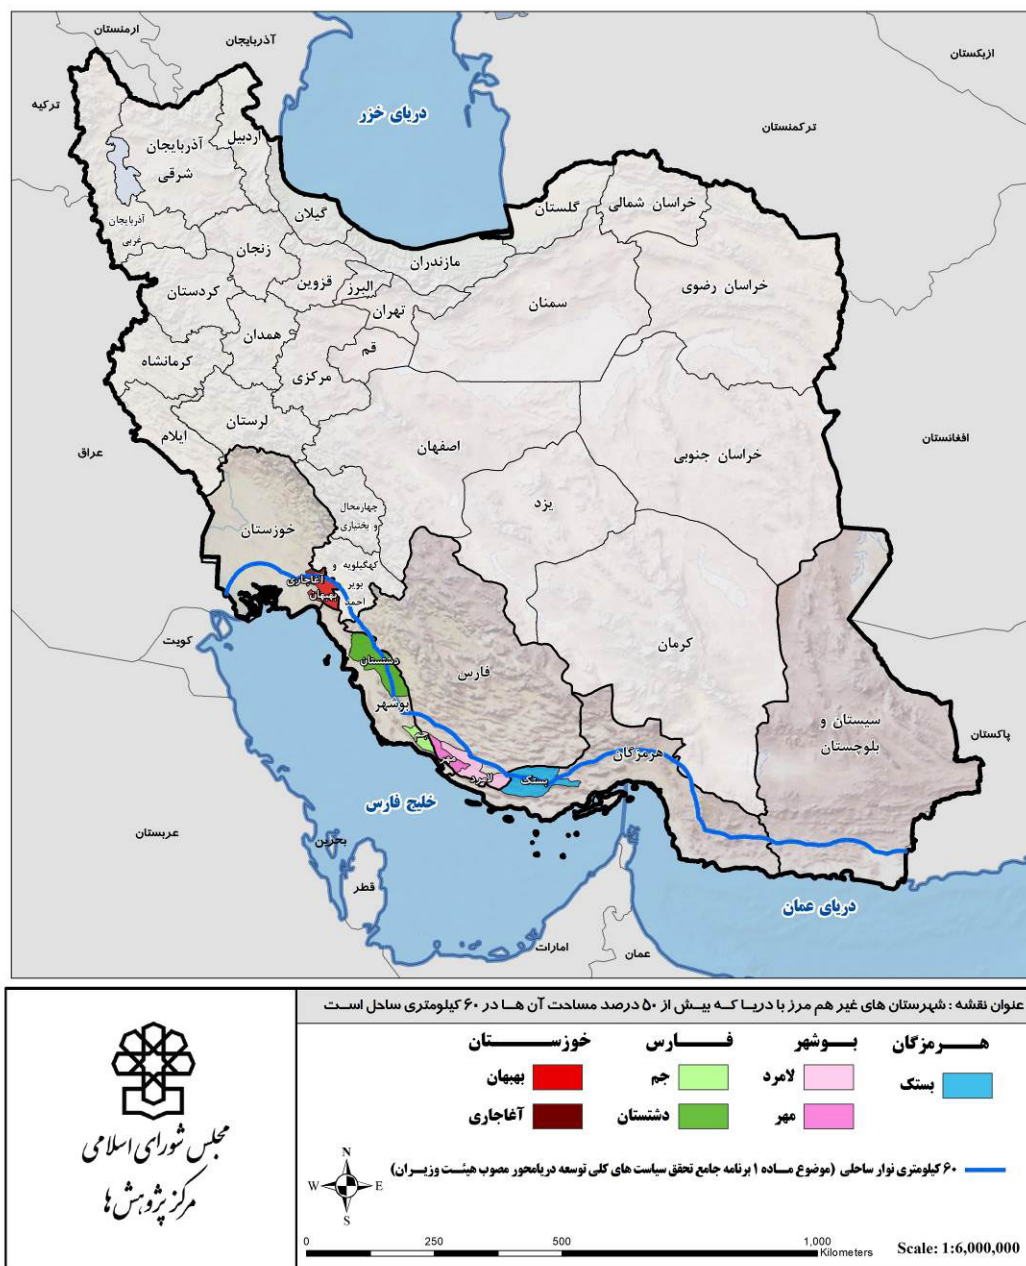 ارمنستان
آذربایجان
ازبکستان
ترکیه
دریای خزر
ترکمنستان
اردبیل
آذربایجان
شرقی
گیلان
گلستان
خراسان شمالی
آذربایجان
غربی
زنجان
مازندران
قزوین
البرز
خراسان رضوی
کردستان
تهران
سمنان
همدان
قم
کرمانشاه
مرکزی
لرستان
ایلام
اصفهان
خراسان جنوبی
افغانستان
عراق
یزد
چهارمحال
و بختیاری
خوزستان
کهگیلویه و
بویر
احمد
آغاجاری
بهبهان
کویت
دشتستان
فارس
کرمان
بوشهر
سیستان و
بلوچستان
پاکستان
جم
مهر
لامرد
بستک
هرمزگان
خلیج فارس
عربستان
بحرین
قطر
دریای عمان
امارات
عمان
عنوان نقشه : شهرستان های غیر هم مرز با دریا که بیش از ۵۰ درصد مساحت آن ها در ۶۰ کیلومتری ساحل است
هرمزگان
بوشهر
فارس
خوزستان
بستک
لامرد
جم
بهبهان
مهر
دشتستان
آغاجاری
۶۰ کیلومتری نوار ساحلی (موضوع ماده ۱ برنامه جامع تحقق سیاست های کلی توسعه دریامحور مصوب هیئت وزیران)
مجلس شورای اسلامی
مرکز پژوهش ها
N
W
E
S
0 250 500 1,000
Kilometers
Scale: 1:6,000,000